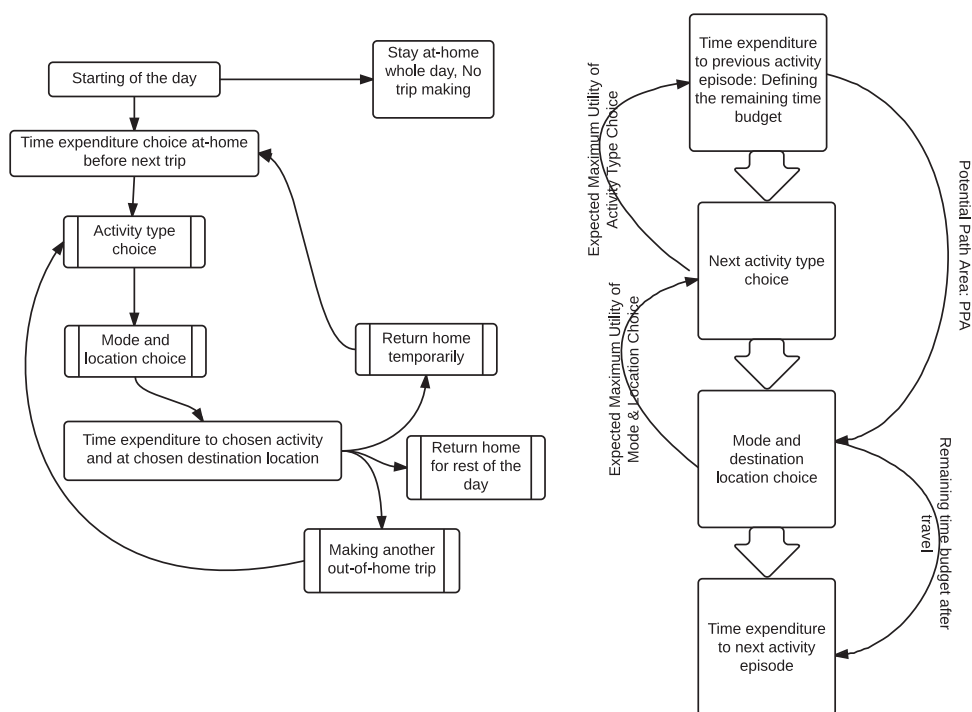 Starting of the day
Stay at-home
whole day, No
trip making
Time expenditure choice at-home
before next trip
Activity type
choice
Mode and
location choice
Return home
temporarily
Time expenditure to chosen activity
and at chosen destination location
Return home
for rest of the
day
Making another
out-of-home trip
Time expenditure
to previous activity
episode: Defining
the remaining time
budget
Expected Maximum Utility of
Activity Type Choice
Potential Path Area: PPA
Next activity type
choice
Expected Maximum Utility of
Mode & Location Choice
Mode and
destination
location choice
Remaining time budget after
travel
Time expenditure
to next activity
episode